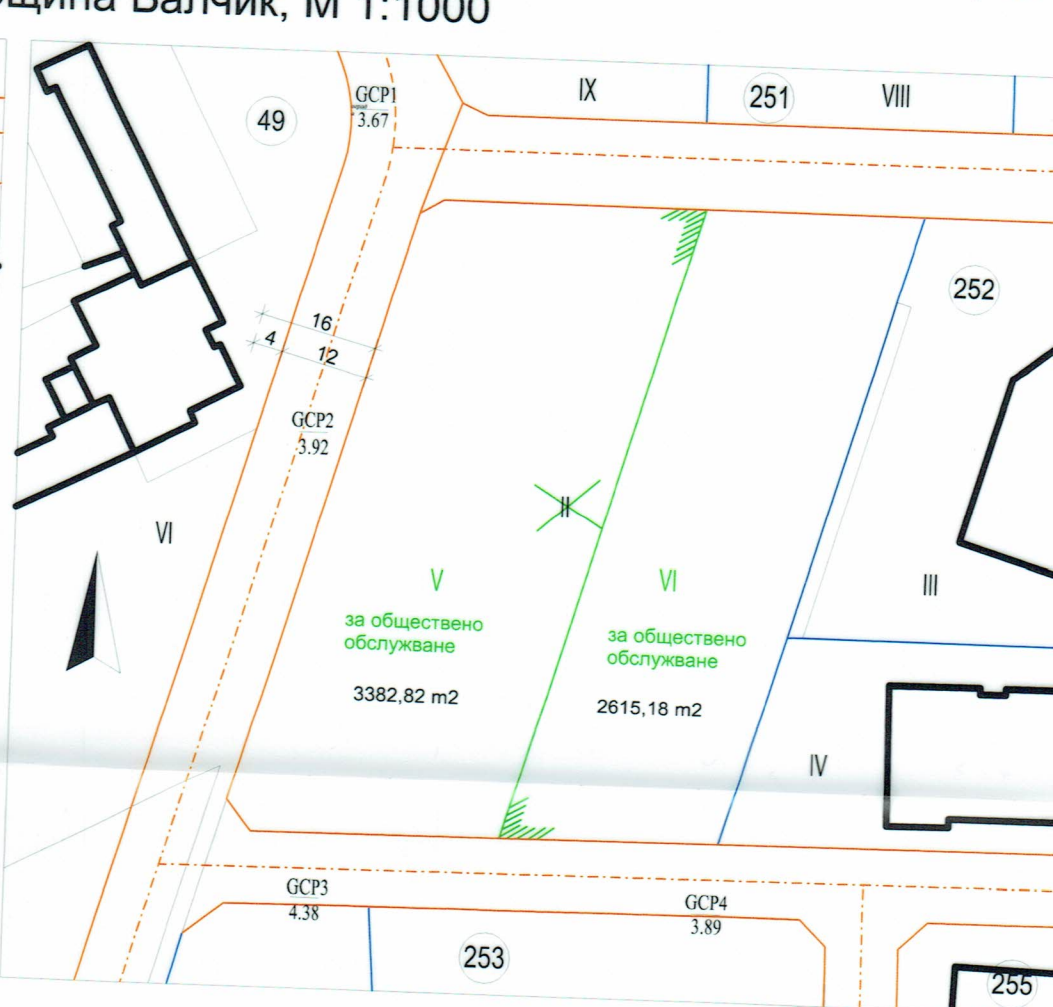 щина Балчик, М 1:1000
IX
251
VIII
GCP1
3.67
49
252
16
4
12
GCP2
3.92
II
VI
V
за обществено
обслужване
3382,82 m2
VI
за обществено
обслужване
2615,18 m2
III
IV
GCP3
4.38
GCP4
3.89
253
255